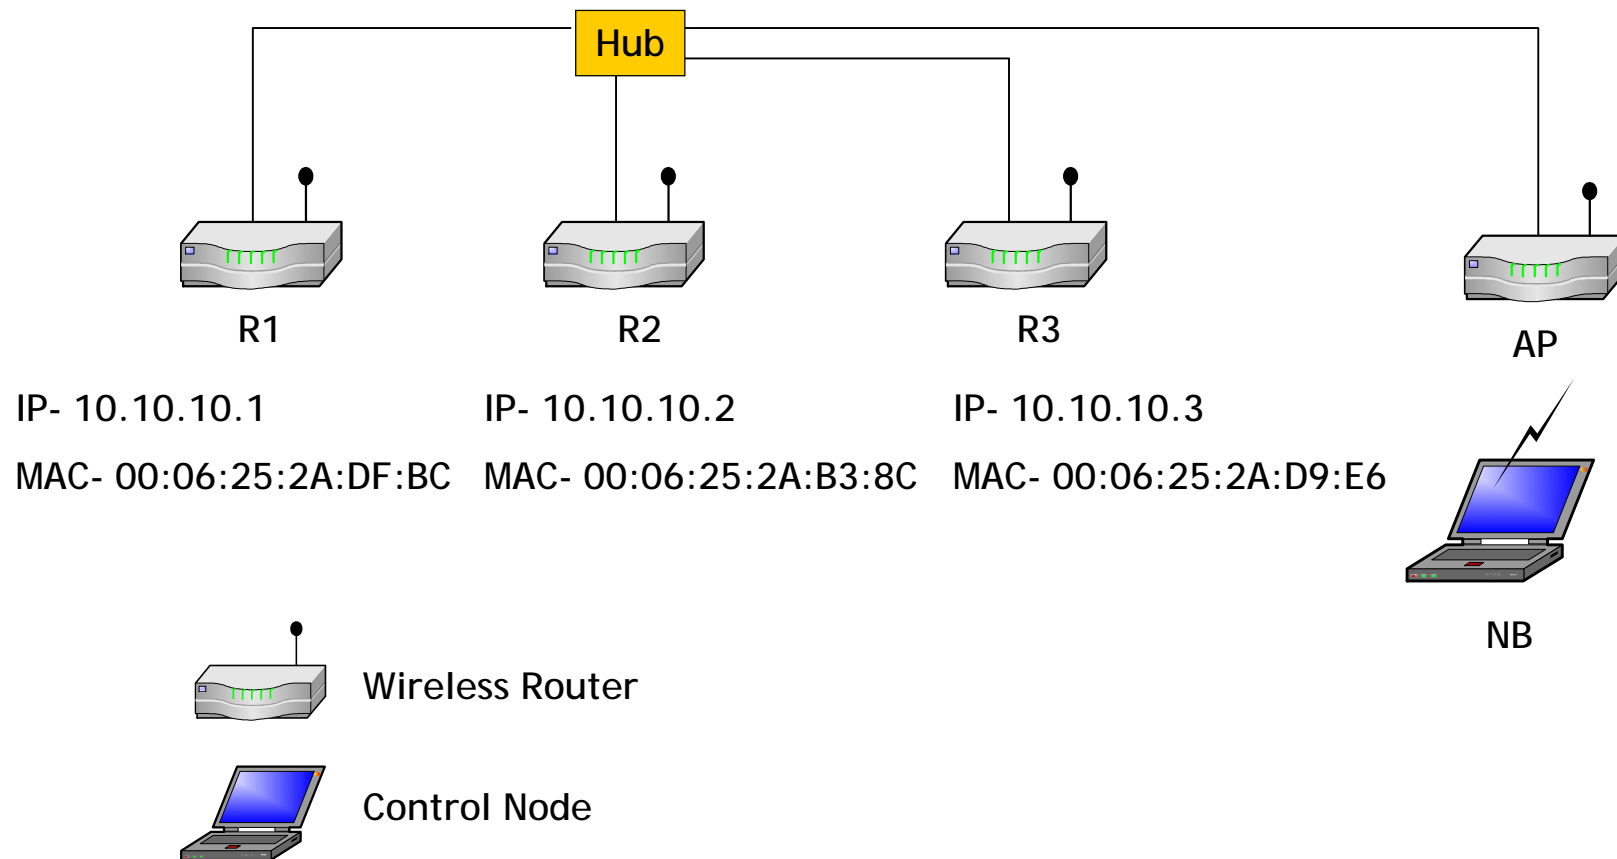 Hub
R1
R2
R3
AP
IP- 10.10.10.1
IP- 10.10.10.2
IP- 10.10.10.3
MAC- 00:06:25:2A:DF:BC
MAC- 00:06:25:2A:B3:8C
MAC- 00:06:25:2A:D9:E6
NB
Wireless Router
Control Node